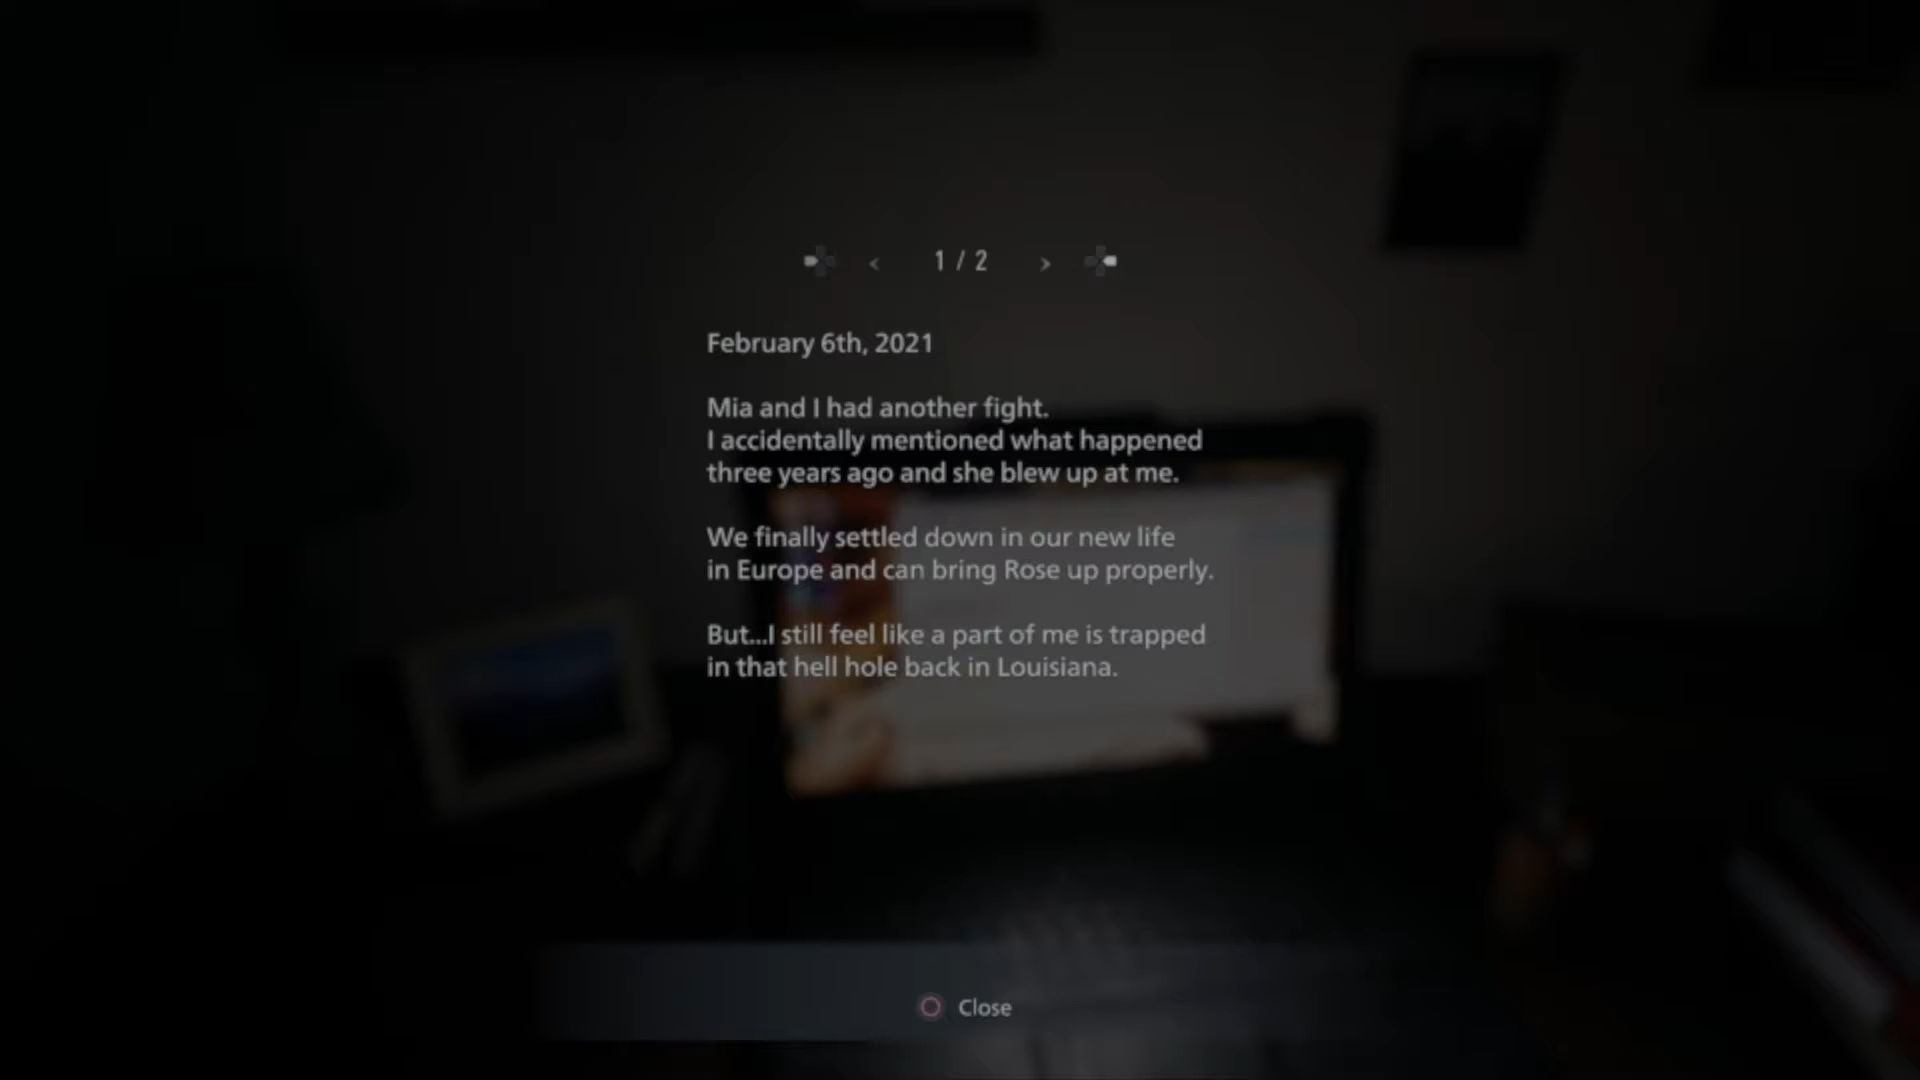 1 / 2
February 6th, 2021
Mia and I had another fight.
I accidentally mentioned what happened
three years ago and she blew up at me.
We finally settled down in our new life
in Europe and can bring Rose up properly.
But...I still feel like a part of me is trapped
in that hell hole back in Louisiana.
Close